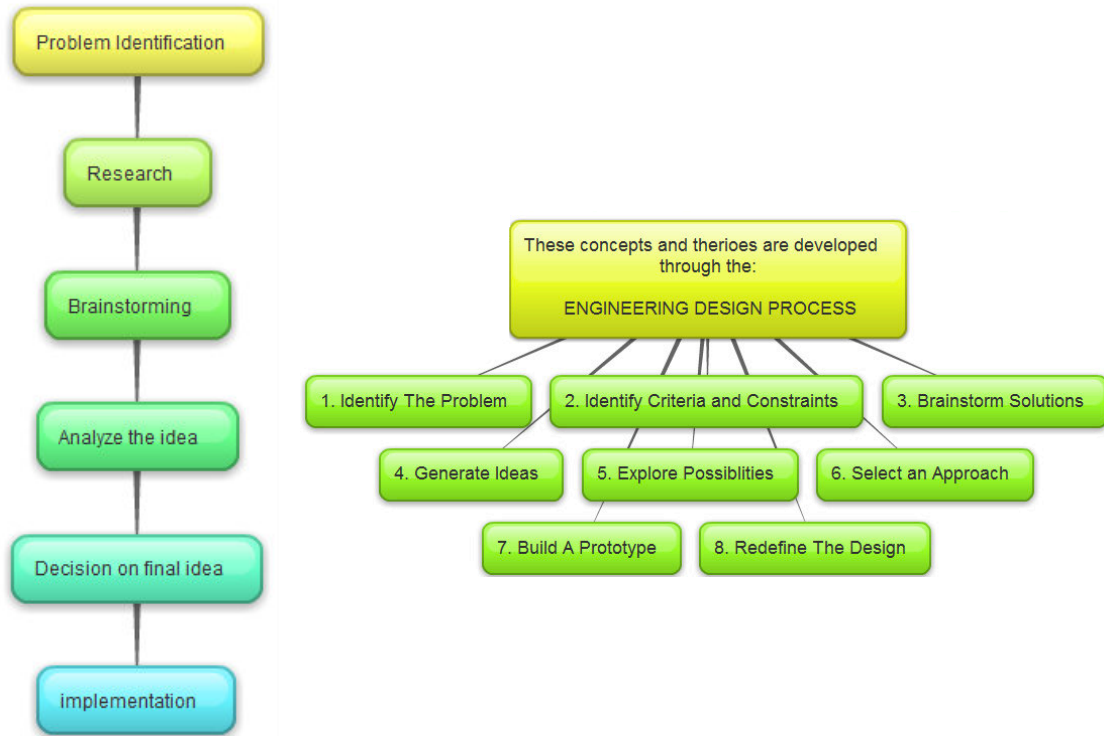 Problem Identification
Research
Brainstorming
Analyze the idea
Decision on final idea
implementation
These concepts and therioes are developed
through the:
ENGINEERING DESIGN PROCESS
1. Identify The Problem
2. Identify Criteria and Constraints
3. Brainstorm Solutions
4. Generate Ideas
5. Explore Possiblities
6. Select an Approach
7. Build A Prototype
8. Redefine The Design